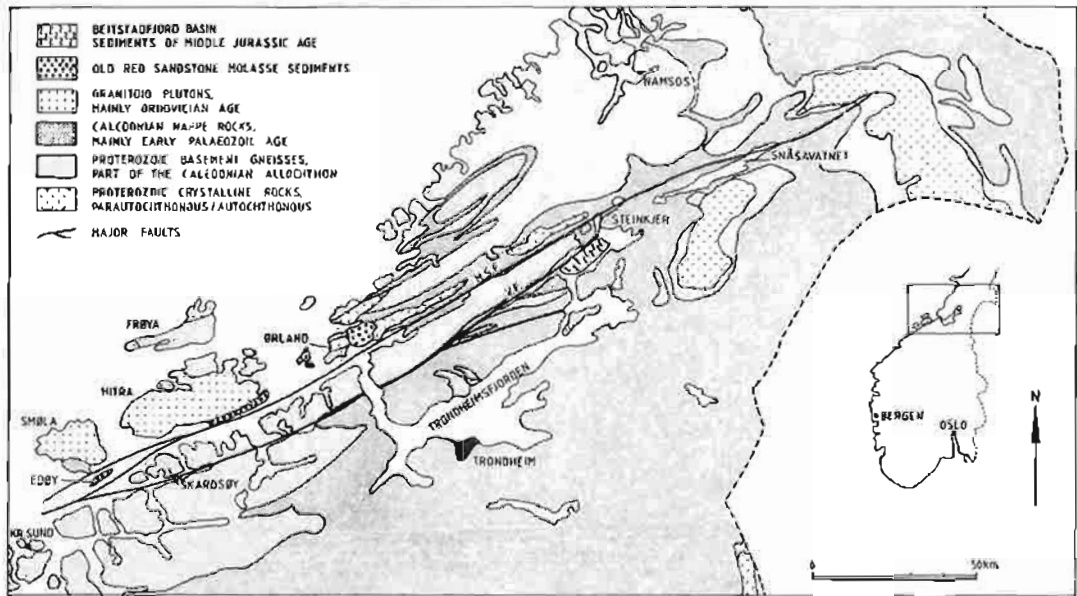 BEITSTADFJORD BASIN
SEDIMENTS OF MIDDLE JURASSIC AGE
OLD RED SANDSTONE MOLASSE SEDIMENTS
GRANITOID PLUTONS,
MAINLY ORDOVICIAN AGE
CALEDONIAN NAPPE ROCKS,
MAINLY EARLY PALAEOZOIC AGE
PROTEROZOIC BASEMENT GNEISSES,
PART OF THE CALEDONIAN ALLOCHTHON
PROTEROZOIC CRYSTALLINE ROCKS,
PARAUTOCHTHONOUS/AUTOCHTHONOUS
MAJOR FAULTS
NAMSOS
SNÅSAVATNET
STEINKJER
H.S.F.
V.F.
FRØYA
ØRLAND
HITRA
SMØLA
TRONDHEIMSFJORDEN
TRONDHEIM
EDØY
SKARDSØY
KR.SUND
BERGEN
OSLO
N
0
50km